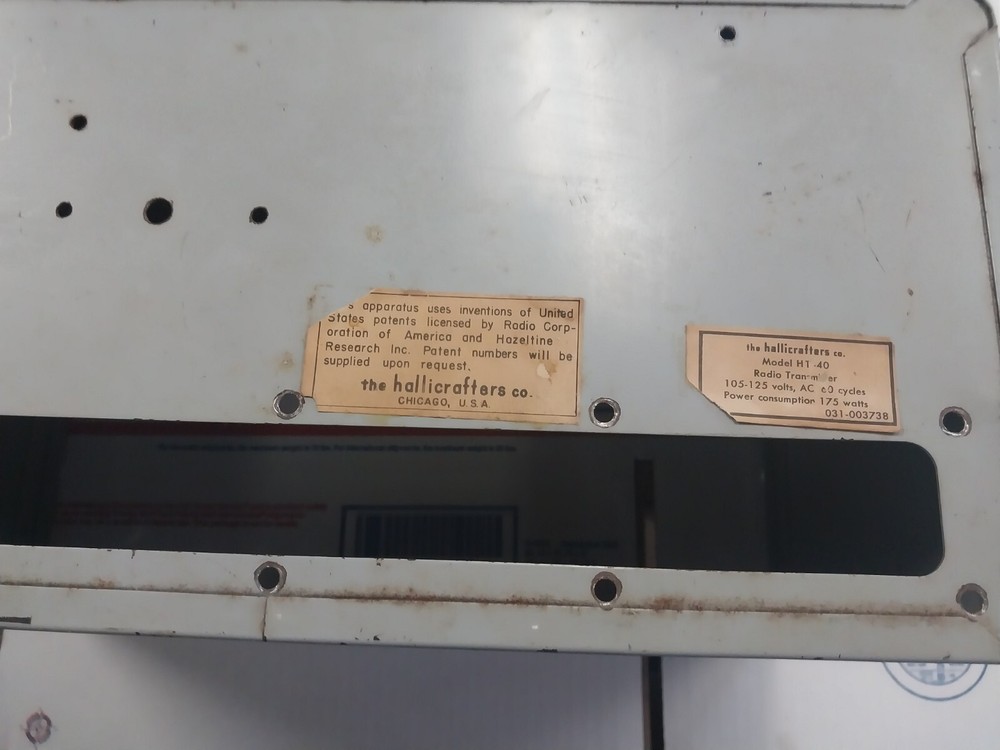 apparatus uses inventions of United
States patents licensed by Radio Corp-
oration of America and Hazeltine
Research Inc. Patent numbers will be
supplied upon request.
the hallicrafters co.
CHICAGO, U.S.A.
the hallicrafters co.
Model HT-40
Radio
105-125 volts, AC 60 cycles
Power consumption 175 watts
031-003738